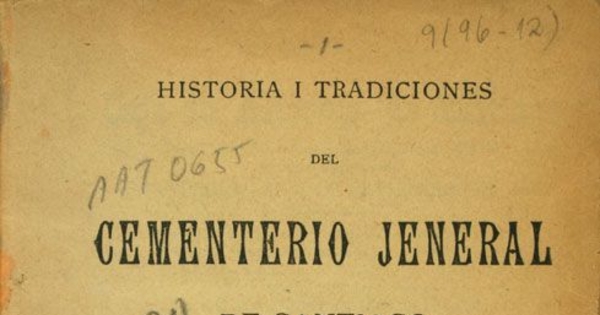 -1-
9(96-12)
HISTORIA I TRADICIONES
DEL
AAT 0655
CEMENTERIO JENERAL